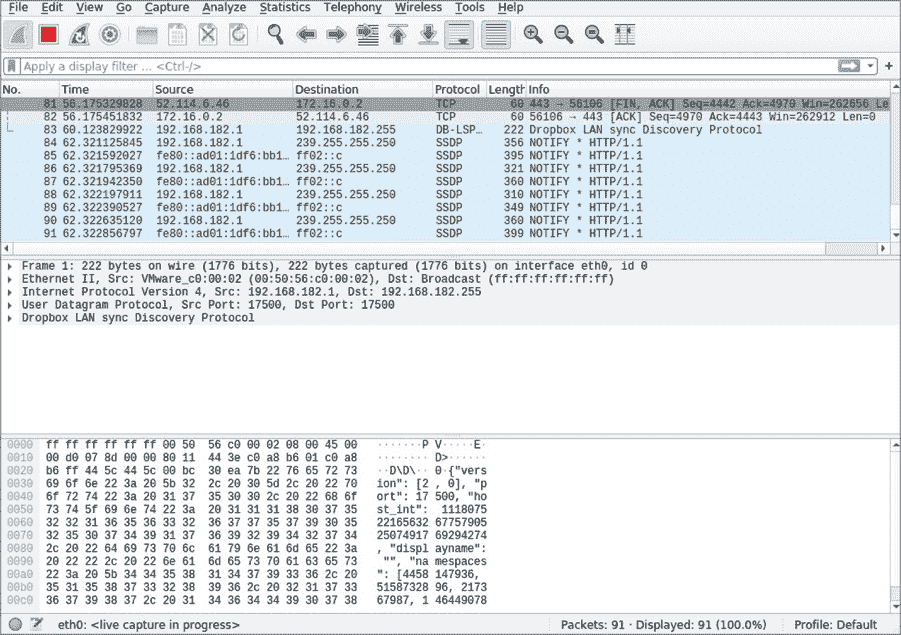 File Edit View Go Capture Analyze Statistics Telephony Wireless Tools Help
Apply a display filter … <Ctrl-/>
No. Time Source Destination Protocol Length Info
81 56.175329828 52.114.6.46 172.16.0.2 TCP 60 443 → 56106 [FIN, ACK] Seq=4442 Ack=4970 Win=262656 Le
82 56.175451832 172.16.0.2 52.114.6.46 TCP 60 56106 → 443 [ACK] Seq=4970 Ack=4443 Win=262912 Len=0
83 60.123829922 192.168.182.1 192.168.182.255 DB-LSP… 222 Dropbox LAN sync Discovery Protocol
84 62.321125845 192.168.182.1 239.255.255.250 SSDP 356 NOTIFY * HTTP/1.1
85 62.321592027 fe80::ad01:1df6:bb1… ff02::c SSDP 395 NOTIFY * HTTP/1.1
86 62.321795369 192.168.182.1 239.255.255.250 SSDP 321 NOTIFY * HTTP/1.1
87 62.321942350 fe80::ad01:1df6:bb1… ff02::c SSDP 360 NOTIFY * HTTP/1.1
88 62.322197911 192.168.182.1 239.255.255.250 SSDP 310 NOTIFY * HTTP/1.1
89 62.322390527 fe80::ad01:1df6:bb1… ff02::c SSDP 349 NOTIFY * HTTP/1.1
90 62.322635120 192.168.182.1 239.255.255.250 SSDP 360 NOTIFY * HTTP/1.1
91 62.322856797 fe80::ad01:1df6:bb1… ff02::c SSDP 399 NOTIFY * HTTP/1.1
Frame 1: 222 bytes on wire (1776 bits), 222 bytes captured (1776 bits) on interface eth0, id 0
Ethernet II, Src: VMware_c0:00:02 (00:50:56:c0:00:02), Dst: Broadcast (ff:ff:ff:ff:ff:ff)
Internet Protocol Version 4, Src: 192.168.182.1, Dst: 192.168.182.255
User Datagram Protocol, Src Port: 17500, Dst Port: 17500
Dropbox LAN sync Discovery Protocol
0000 ff ff ff ff ff ff 00 50 56 c0 00 02 08 00 45 00 ·······P V·····E·
0010 00 d0 07 8d 00 00 80 11 44 3e c0 a8 b6 01 c0 a8 ········ D>······
0020 b6 ff 44 5c 44 5c 00 bc 30 ea 7b 22 76 65 72 73 ··D\D\·· 0·{"vers
0030 69 6f 6e 22 3a 20 5b 32 2c 20 30 5d 2c 20 22 70 ion": [2 , 0], "p
0040 6f 72 74 22 3a 20 31 37 35 30 30 2c 20 22 68 6f ort": 17 500, "ho
0050 73 74 5f 69 6e 74 22 3a 20 31 31 31 38 30 37 35 st_int": 1118075
0060 32 32 31 36 35 36 33 32 36 37 37 35 37 39 30 35 22165632 67757905
0070 32 35 30 37 34 39 31 37 36 39 32 39 34 32 37 34 25074917 69294274
0080 2c 20 22 64 69 73 70 6c 61 79 6e 61 6d 65 22 3a , "displ ayname":
0090 20 22 22 2c 20 22 6e 61 6d 65 73 70 61 63 65 73 "", "na mespaces
00a0 22 3a 20 5b 34 34 35 38 31 34 37 39 33 36 2c 20 ": [4458 147936,
00b0 35 31 35 38 37 33 32 38 39 36 2c 20 32 31 37 33 51587328 96, 2173
00c0 36 37 39 38 37 2c 20 31 34 36 34 34 39 30 37 38 67987, 1 46449078
eth0: <live capture in progress> Packets: 91 · Displayed: 91 (100.0%) Profile: Default